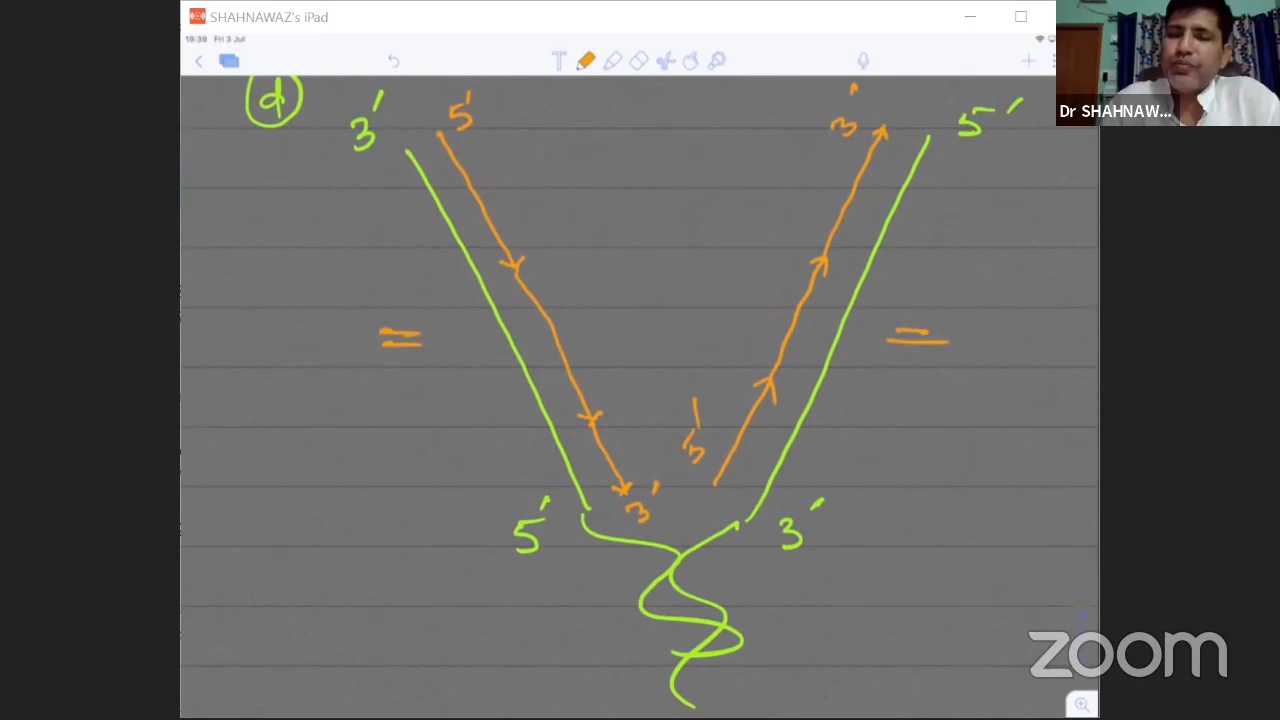 SHAHNAWAZ's iPad
19:38 Fri 3 Jul
Dr SHAHNAW...
d
3' 5' 3' 5'
= =
5'
5' 3' 3'
zoom